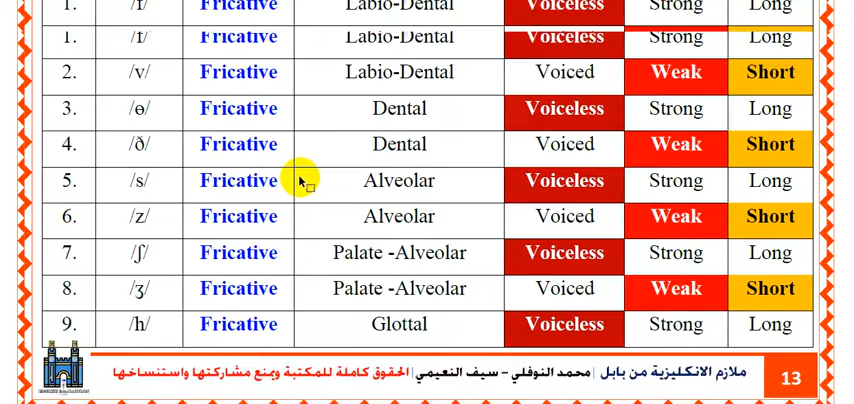 1. /f/ Fricative Labio-Dental Voiceless Strong Long
1. /f/ Fricative Labio-Dental Voiceless Strong Long
2. /v/ Fricative Labio-Dental Voiced Weak Short
3. /ɵ/ Fricative Dental Voiceless Strong Long
4. /ð/ Fricative Dental Voiced Weak Short
5. /s/ Fricative Alveolar Voiceless Strong Long
6. /z/ Fricative Alveolar Voiced Weak Short
7. /ʃ/ Fricative Palate -Alveolar Voiceless Strong Long
8. /ʒ/ Fricative Palate -Alveolar Voiced Weak Short
9. /h/ Fricative Glottal Voiceless Strong Long
ملازم الانكليزية من بابل | محمد النوفلي – سيف النعيمي | الحقوق كاملة للمكتبة ويمنع مشاركتها واستنساخها 13